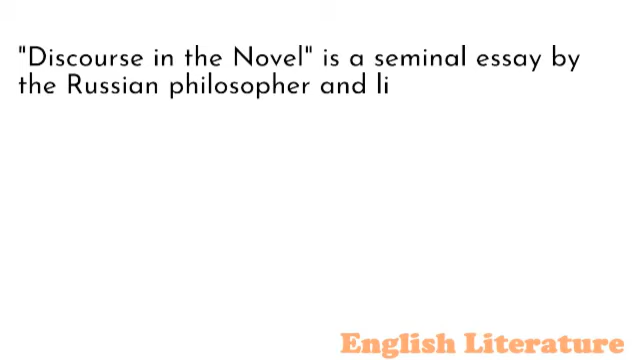 "Discourse in the Novel" is a seminal essay by
the Russian philosopher and li
English Literature